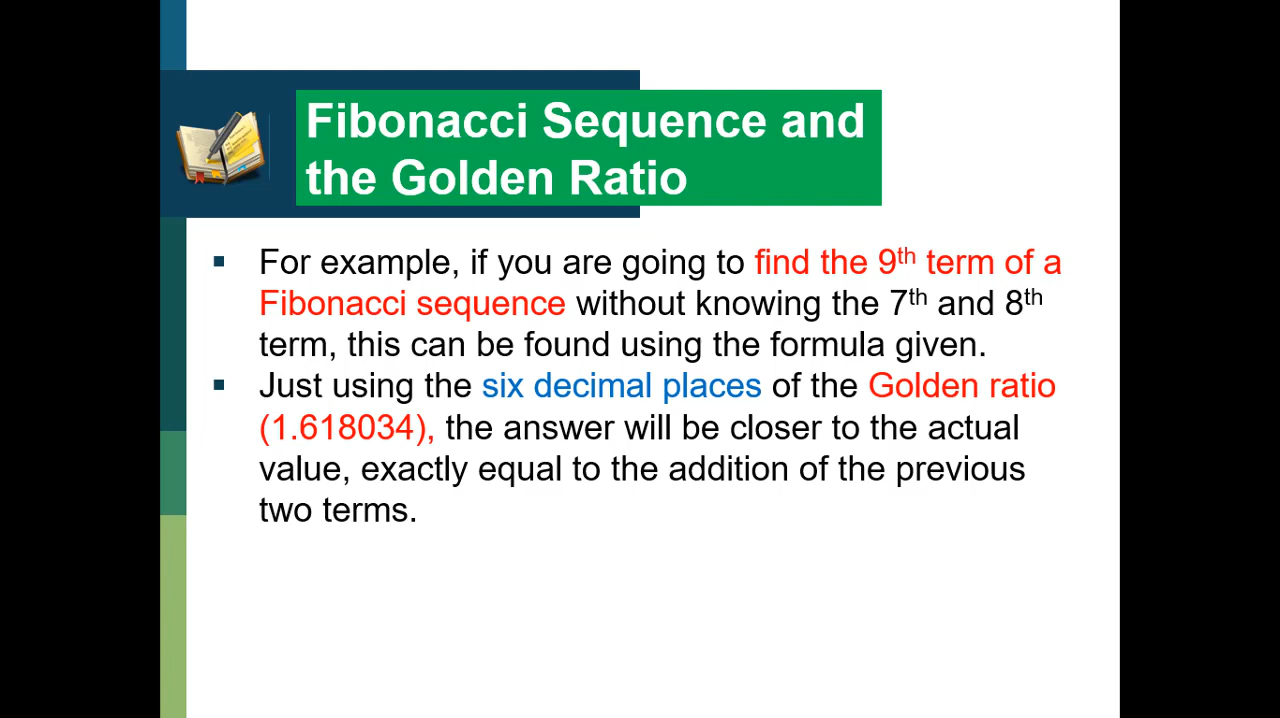 Fibonacci Sequence and
the Golden Ratio
▪ For example, if you are going to find the 9th term of a
Fibonacci sequence without knowing the 7th and 8th
term, this can be found using the formula given.
▪ Just using the six decimal places of the Golden ratio
(1.618034), the answer will be closer to the actual
value, exactly equal to the addition of the previous
two terms.